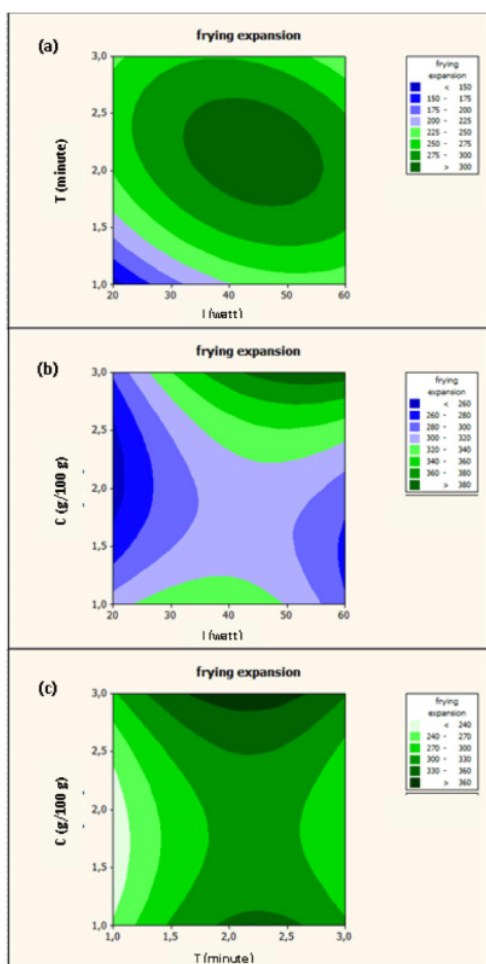 (a)
frying expansion
3,0
2,5
2,0
1,5
1,0
T (minute)
20 30 40 50 60
I (watt)
frying
expansion
< 150
150 - 175
175 - 200
200 - 225
225 - 250
250 - 275
275 - 300
> 300
(b)
frying expansion
3,0
2,5
2,0
1,5
1,0
C (g/100 g)
20 30 40 50 60
I (watt)
frying
expansion
< 260
260 - 280
280 - 300
300 - 320
320 - 340
340 - 360
360 - 380
> 380
(c)
frying expansion
3,0
2,5
2,0
1,5
1,0
C (g/100 g)
1,0 1,5 2,0 2,5 3,0
T (minute)
frying
expansion
< 240
240 - 270
270 - 300
300 - 330
330 - 360
> 360